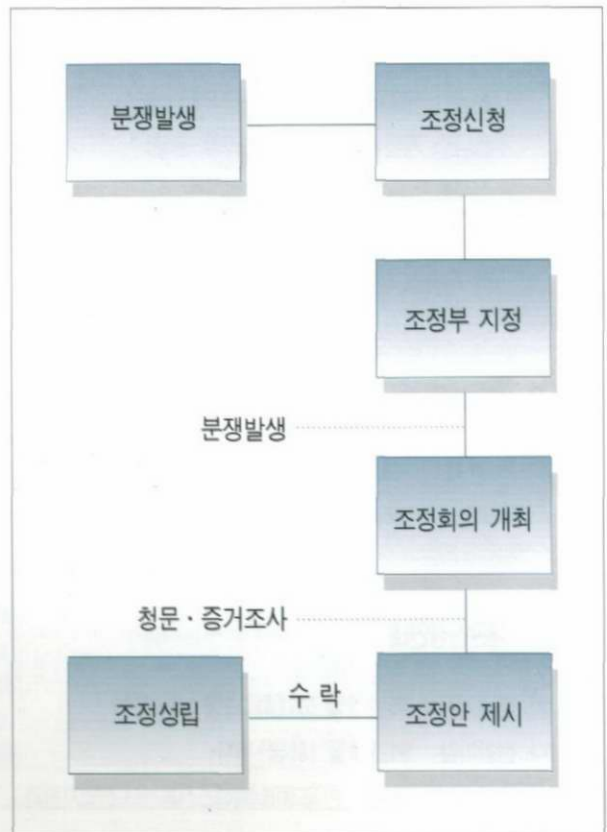 분쟁발생
조정신청
조정부 지정
분쟁발생
조정회의 개최
청문 · 증거조사
조정성립
수 락
조정안 제시